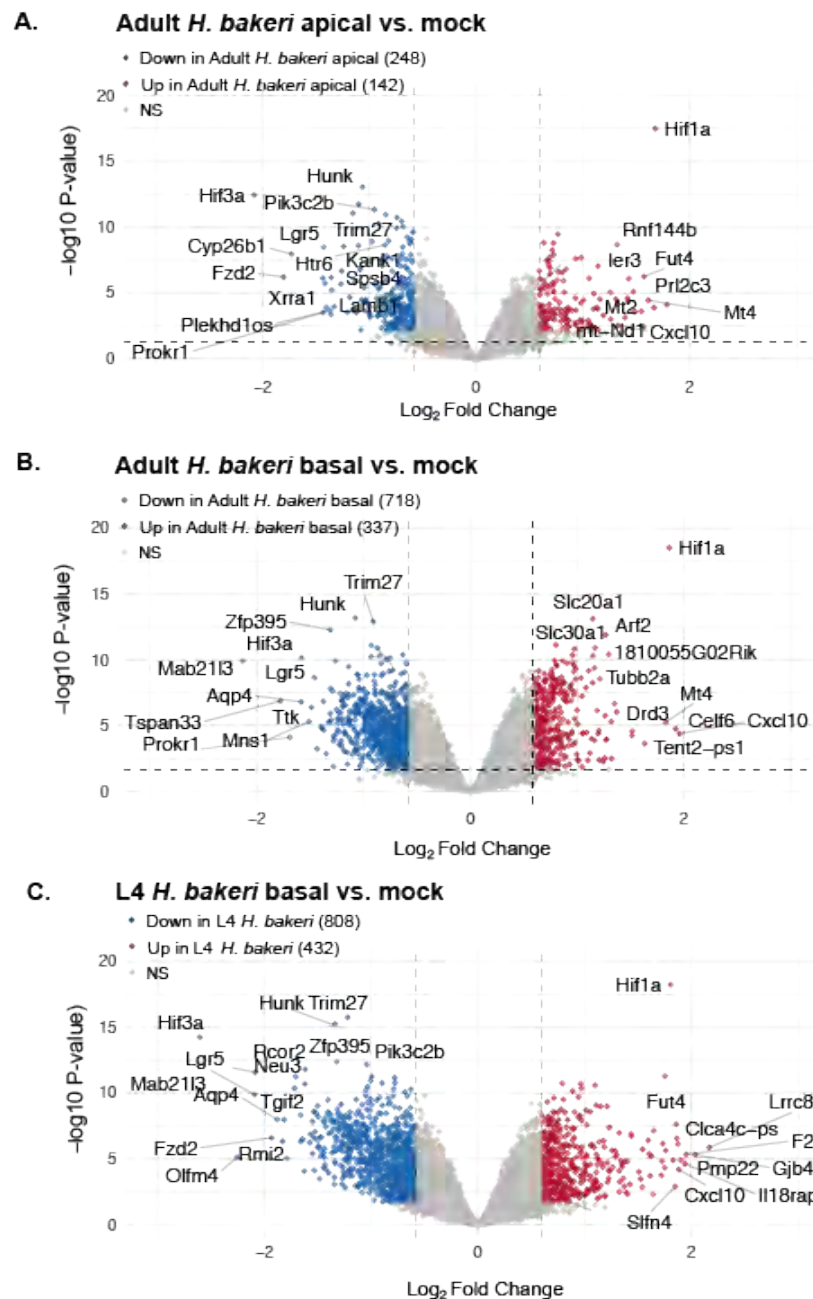 A. Adult H. bakeri apical vs. mock
Down in Adult H. bakeri apical (248)
Up in Adult H. bakeri apical (142)
NS
20
15
10
5
0
−log10 P-value)
Hif1a
Hunk
Hif3a
Pik3c2b
Lgr5
Trim27
Rnf144b
Cyp26b1
Htr6
Kank1
Ier3
Fut4
Fzd2
Spsb4
Prl2c3
Xrra1
Lamb1
Mt2
Mt4
Plekhd1os
mt−Nd1
Cxcl10
Prokr1
−2
0
2
Log2 Fold Change
B. Adult H. bakeri basal vs. mock
Down in Adult H. bakeri basal (718)
Up in Adult H. bakeri basal (337)
NS
20
15
10
5
0
−log10 P-value)
Hif1a
Trim27
Hunk
Slc20a1
Zfp395
Slc30a1
Arf2
Hif3a
1810055G02Rik
Mab21l3
Lgr5
Tubb2a
Aqp4
Mt4
Tspan33
Ttk
Drd3
Celf6
Cxcl10
Prokr1
Mns1
Tent2−ps1
−2
0
2
Log2 Fold Change
C. L4 H. bakeri basal vs. mock
Down in L4 H. bakeri (808)
Up in L4 H. bakeri (432)
NS
20
15
10
5
0
−log10 P-value)
Hif1a
Hunk
Trim27
Hif3a
Rcor2
Zfp395
Pik3c2b
Lgr5
Neu3
Mab21l3
Aqp4
Tgif2
Fut4
Lrrc8
Clca4c−ps
F2
Fzd2
Rmi2
Pmp22
Gjb4
Olfm4
Cxcl10
Il18rap
Slfn4
−2
0
2
Log2 Fold Change